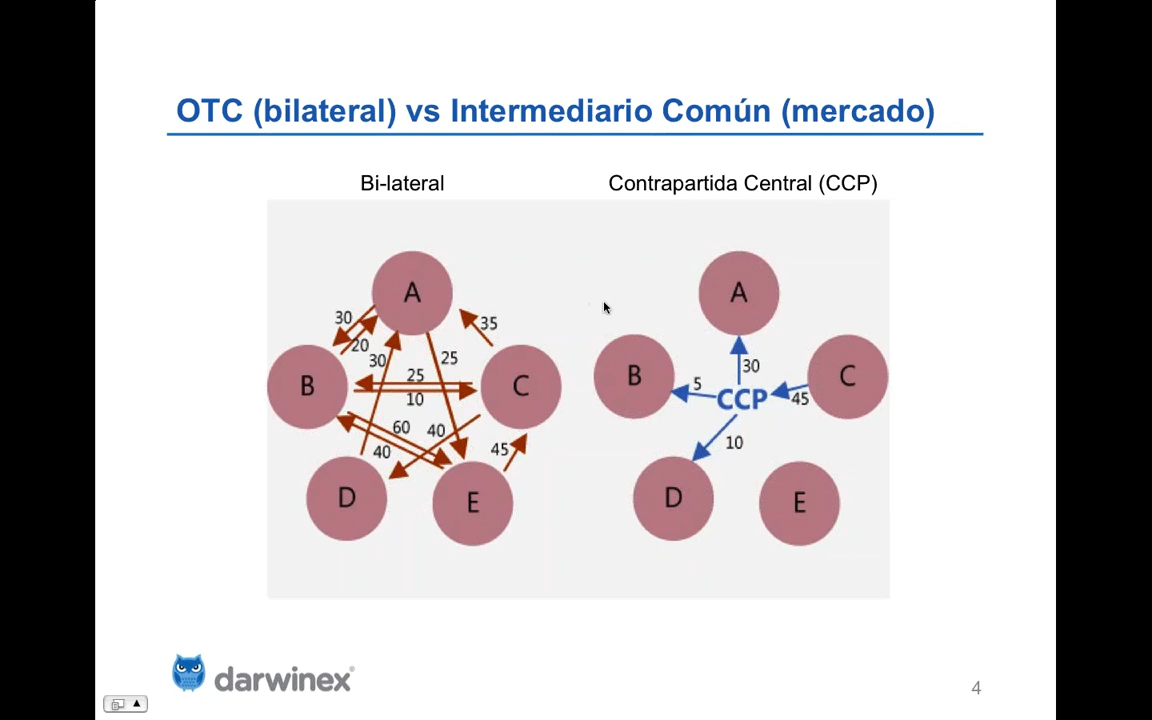 OTC (bilateral) vs Intermediario Común (mercado)
Bi-lateral
Contrapartida Central (CCP)
A
30
20
30
25
35
B
25
10
C
60
40
40
45
D
E
A
B
5
30
CCP
45
C
10
D
E
darwinex®
4